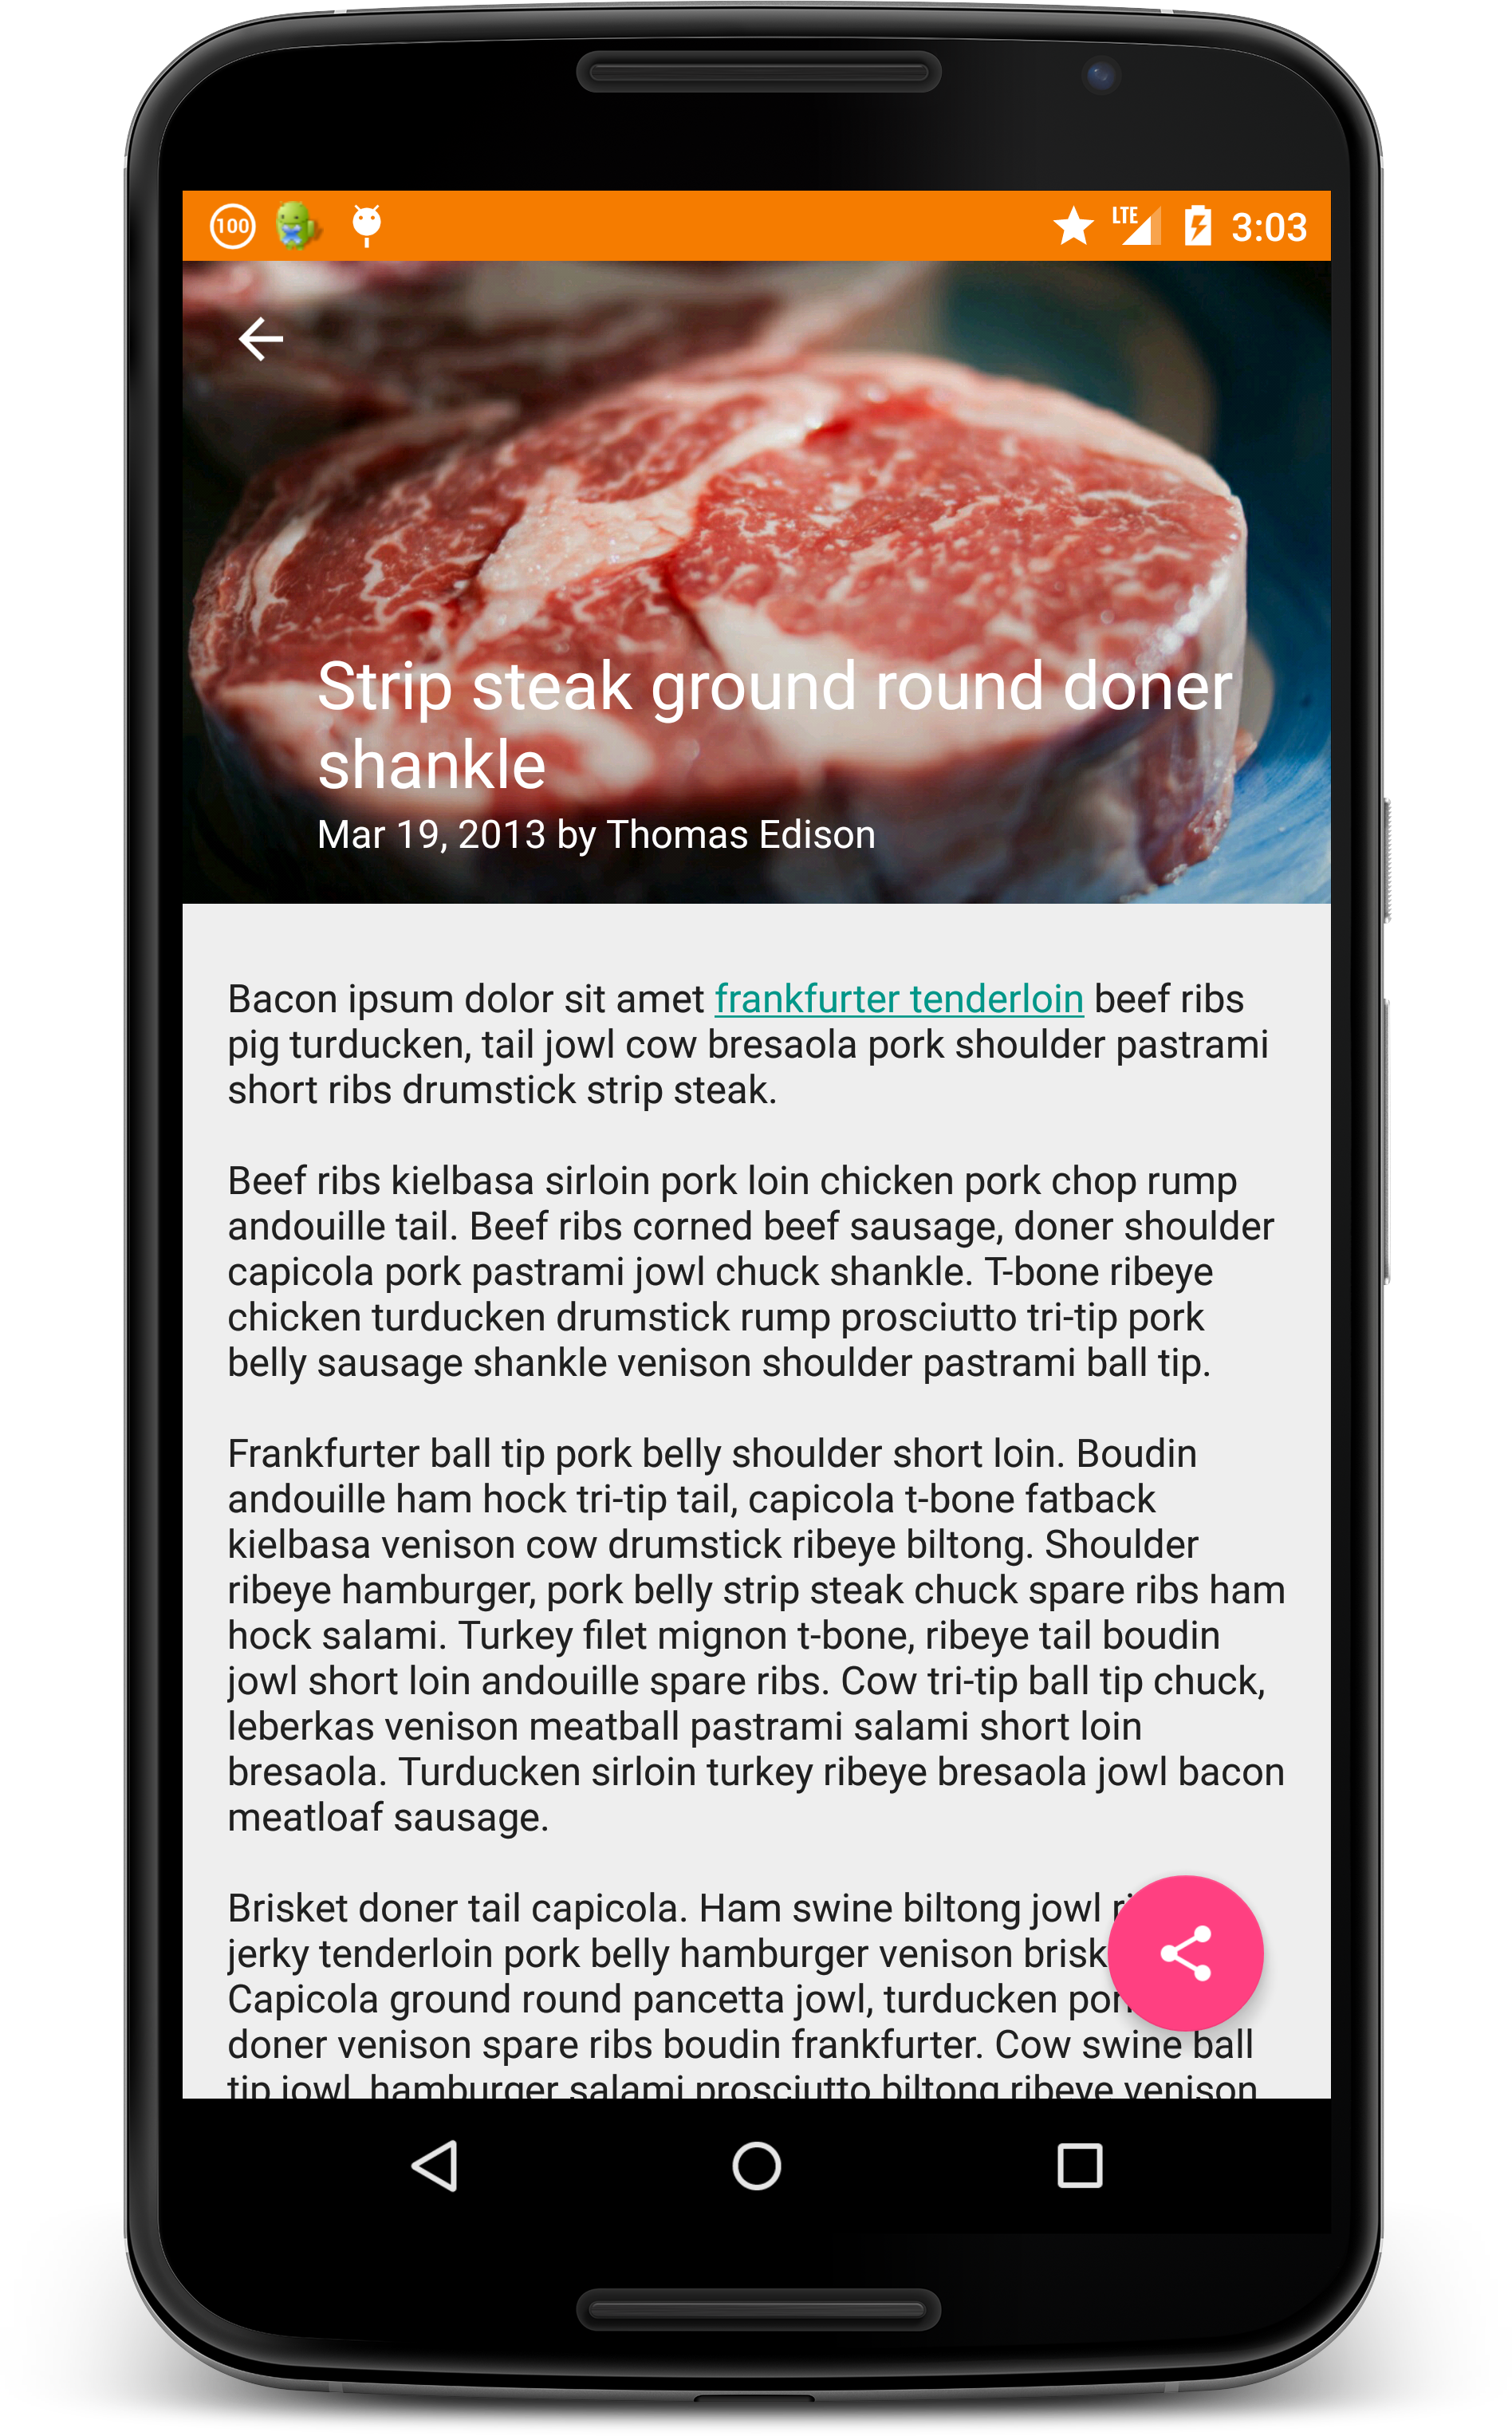 100
LTE
3:03
Strip steak ground round doner
shankle
Mar 19, 2013 by Thomas Edison
Bacon ipsum dolor sit amet frankfurter tenderloin beef ribs
pig turducken, tail jowl cow bresaola pork shoulder pastrami
short ribs drumstick strip steak.
Beef ribs kielbasa sirloin pork loin chicken pork chop rump
andouille tail. Beef ribs corned beef sausage, doner shoulder
capicola pork pastrami jowl chuck shankle. T-bone ribeye
chicken turducken drumstick rump prosciutto tri-tip pork
belly sausage shankle venison shoulder pastrami ball tip.
Frankfurter ball tip pork belly shoulder short loin. Boudin
andouille ham hock tri-tip tail, capicola t-bone fatback
kielbasa venison cow drumstick ribeye biltong. Shoulder
ribeye hamburger, pork belly strip steak chuck spare ribs ham
hock salami. Turkey filet mignon t-bone, ribeye tail boudin
jowl short loin andouille spare ribs. Cow tri-tip ball tip chuck,
leberkas venison meatball pastrami salami short loin
bresaola. Turducken sirloin turkey ribeye bresaola jowl bacon
meatloaf sausage.
Brisket doner tail capicola. Ham swine biltong jowl
jerky tenderloin pork belly hamburger venison
Capicola ground round pancetta jowl, turducken
doner venison spare ribs boudin frankfurter. Cow swine ball
tip jowl, hamburger salami prosciutto biltong ribeye venison